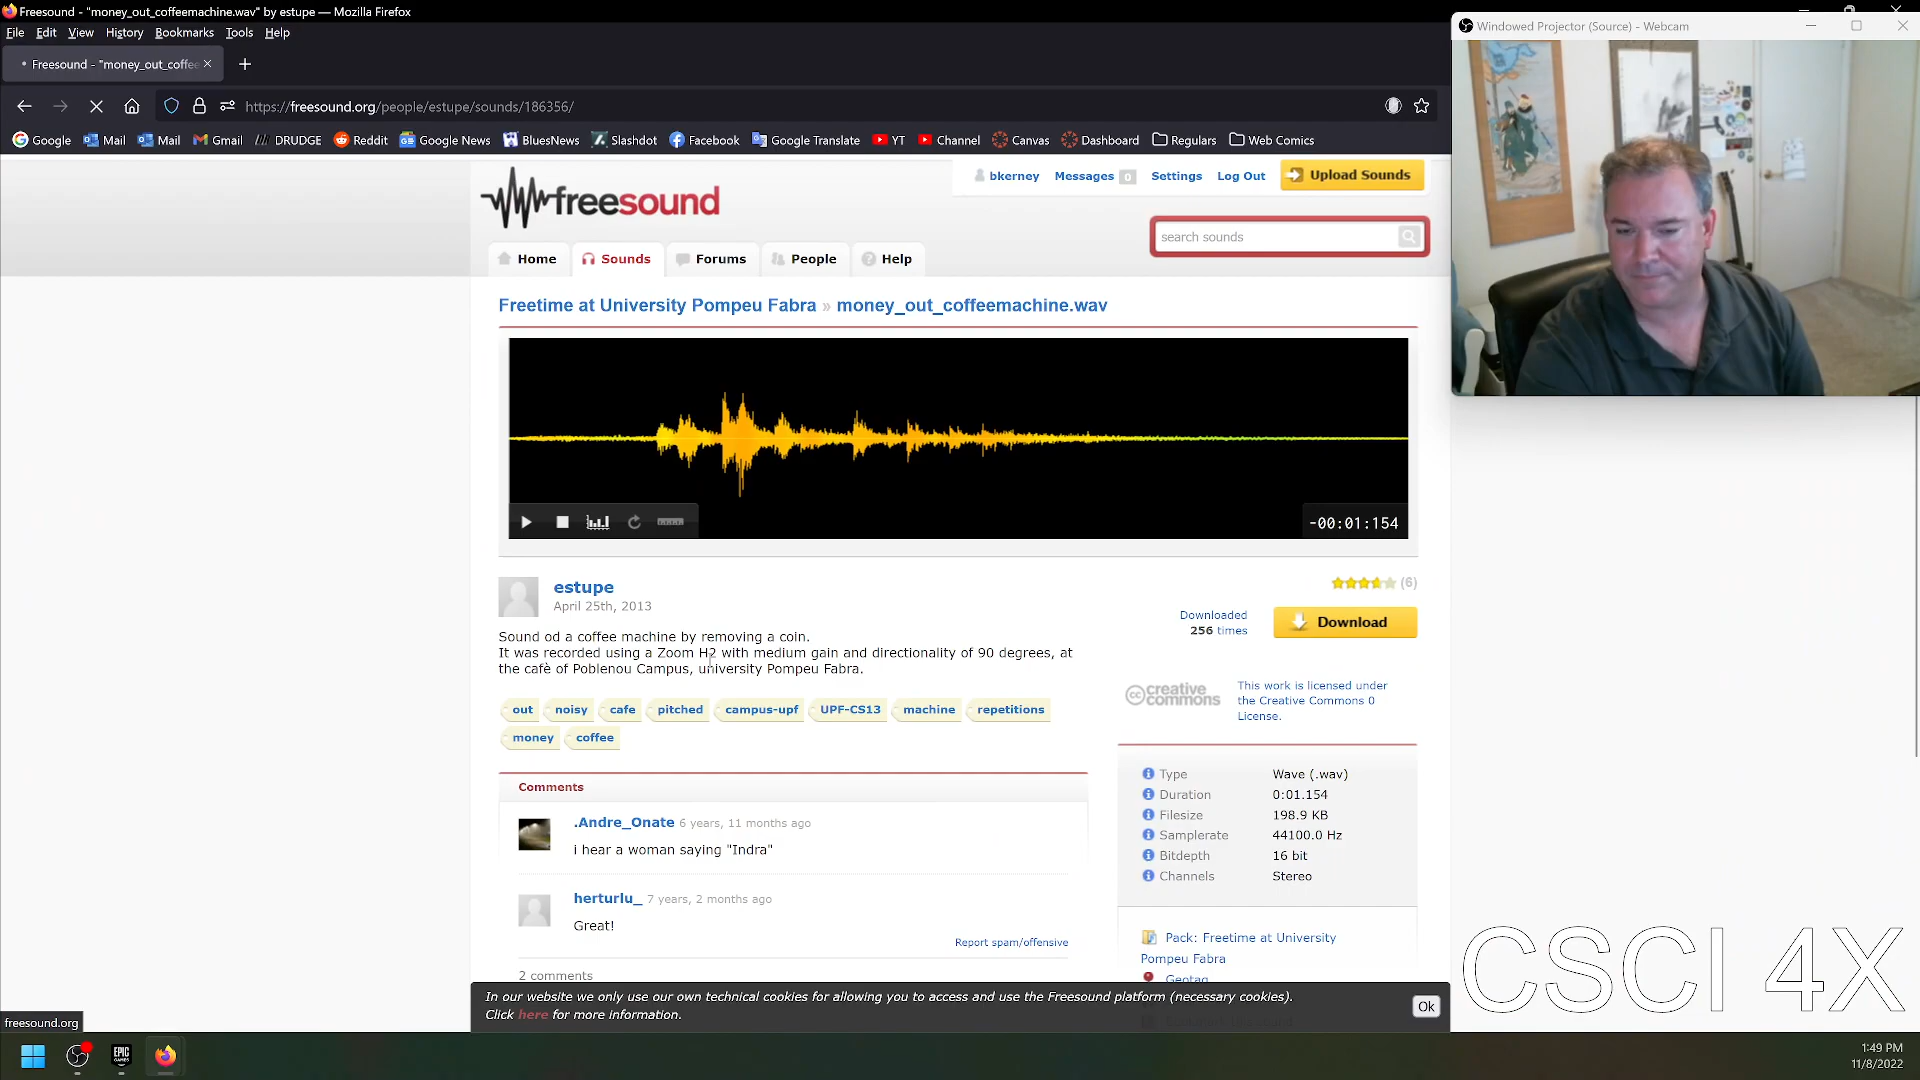 Freesound - "money_out_coffeemachine.wav" by estupe — Mozilla Firefox
File Edit View History Bookmarks Tools Help
Freesound - "money_out_coffee
https://freesound.org/people/estupe/sounds/186356/
Google Mail Mail Gmail DRUDGE Reddit Google News BluesNews Slashdot Facebook Google Translate YT Channel Canvas Dashboard Regulars Web Comics
Windowed Projector (Source) - Webcam
freesound
bkerney Messages 0 Settings Log Out Upload Sounds
search sounds
Home Sounds Forums People Help
Freetime at University Pompeu Fabra » money_out_coffeemachine.wav
-00:01:154
estupe
April 25th, 2013
(6)
Downloaded
256 times
Download
Sound od a coffee machine by removing a coin.
It was recorded using a Zoom H2 with medium gain and directionality of 90 degrees, at
the cafè of Poblenou Campus, university Pompeu Fabra.
creative
commons
This work is licensed under
the Creative Commons 0
License.
out noisy cafe pitched campus-upf UPF-CS13 machine repetitions
money coffee
Comments
.Andre_Onate 6 years, 11 months ago
i hear a woman saying "Indra"
herturlu_ 7 years, 2 months ago
Great!
Report spam/offensive
2 comments
Type Wave (.wav)
Duration 0:01.154
Filesize 198.9 KB
Samplerate 44100.0 Hz
Bitdepth 16 bit
Channels Stereo
Pack: Freetime at University
Pompeu Fabra
Geotag
In our website we only use our own technical cookies for allowing you to access and use the Freesound platform (necessary cookies).
Click here for more information.
Ok
CSCI 4X
freesound.org
EPIC
GAMES
1:49 PM
11/8/2022